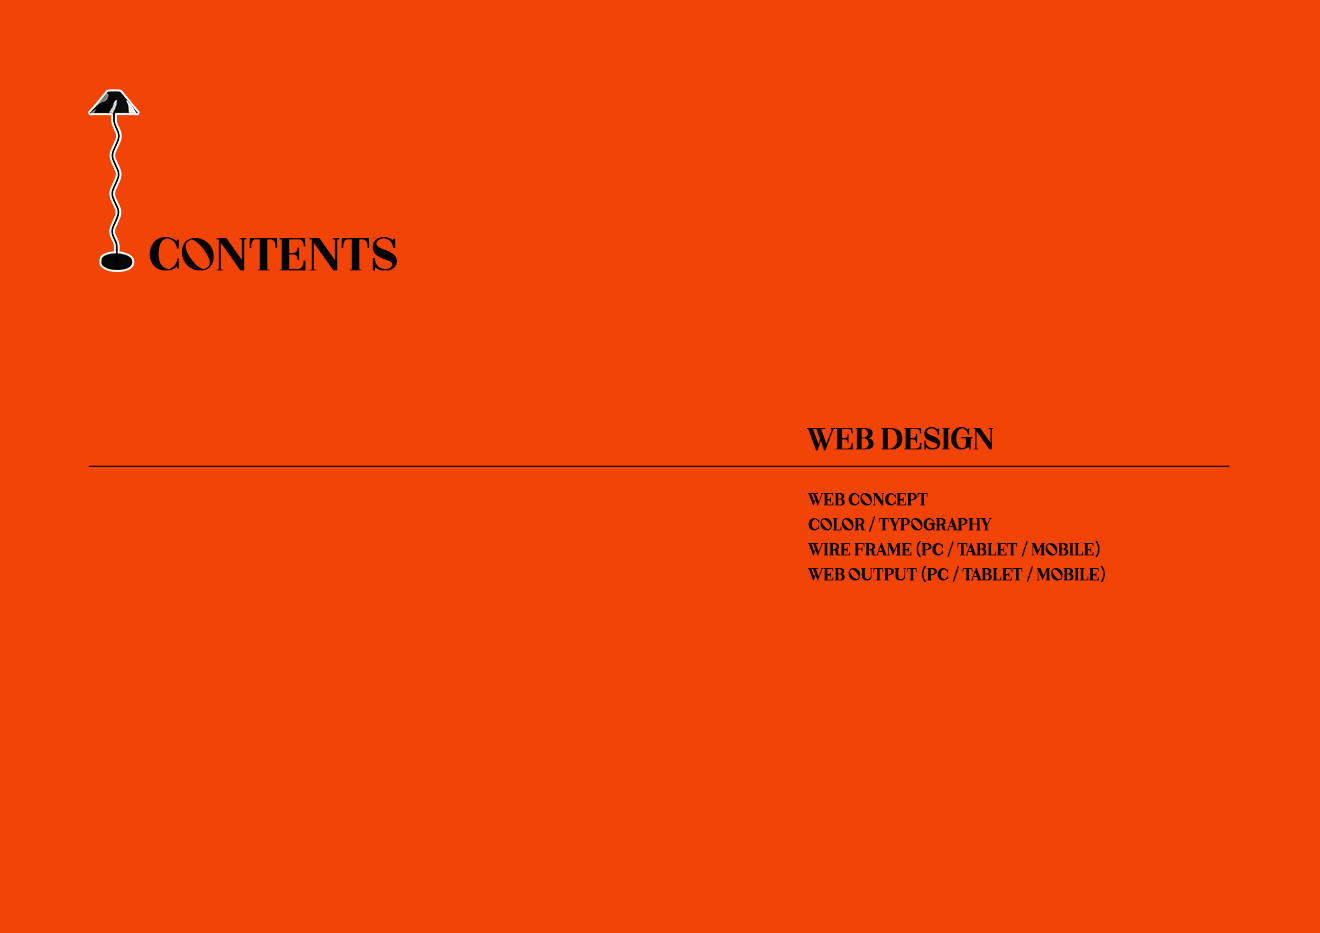 CONTENTS
WEB DESIGN
WEB CONCEPT
COLOR / TYPOGRAPHY
WIRE FRAME (PC / TABLET / MOBILE)
WEB OUTPUT (PC / TABLET / MOBILE)